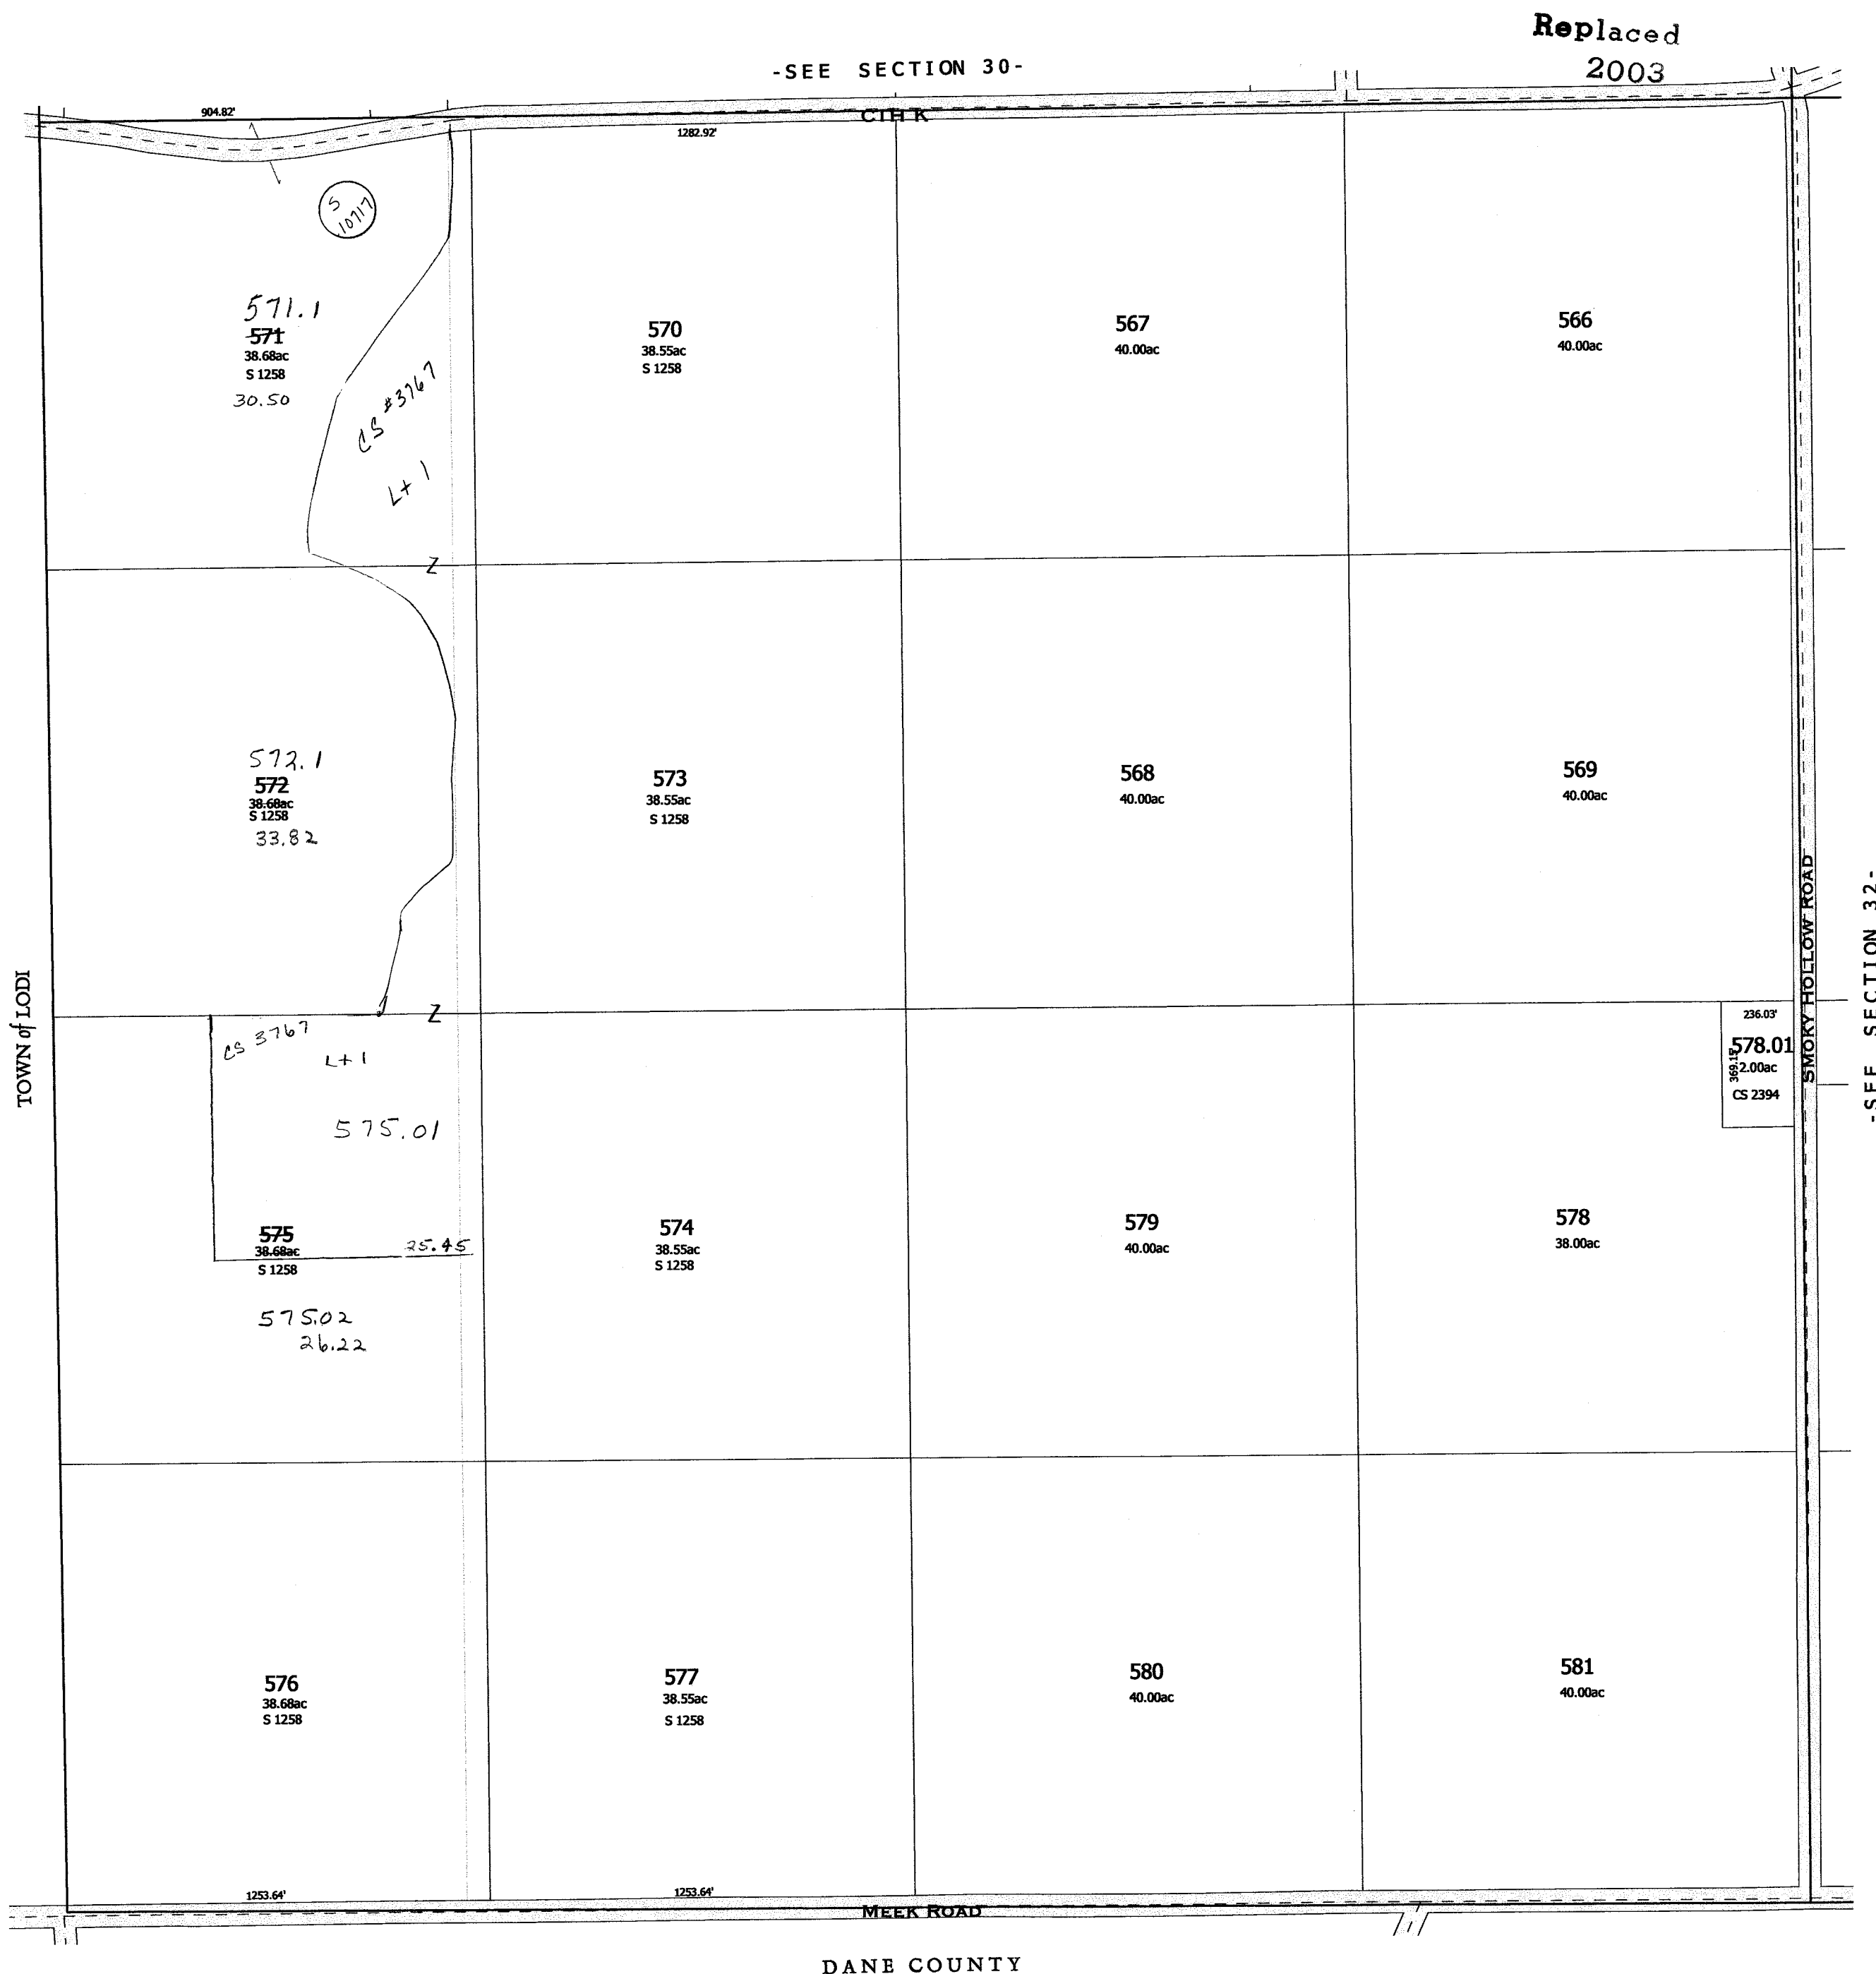 Replaced
2003
-SEE SECTION 30-
904.82'
CTH K
1282.92'
S
10717
571.1
571
38.68ac
S 1258
30.50
CS #3767
Lt 1
570
38.55ac
S 1258
567
40.00ac
566
40.00ac
Z
572.1
572
38.68ac
S 1258
33.82
573
38.55ac
S 1258
568
40.00ac
569
40.00ac
SMOKY HOLLOW ROAD
-SEE SECTION 32-
TOWN of LODI
Z
CS 3767
Lt 1
575.01
236.03'
369.15'
578.01
2.00ac
CS 2394
575
38.68ac
S 1258
25.45
575.02
26.22
574
38.55ac
S 1258
579
40.00ac
578
38.00ac
576
38.68ac
S 1258
577
38.55ac
S 1258
580
40.00ac
581
40.00ac
1253.64'
1253.64'
MEEK ROAD
DANE COUNTY